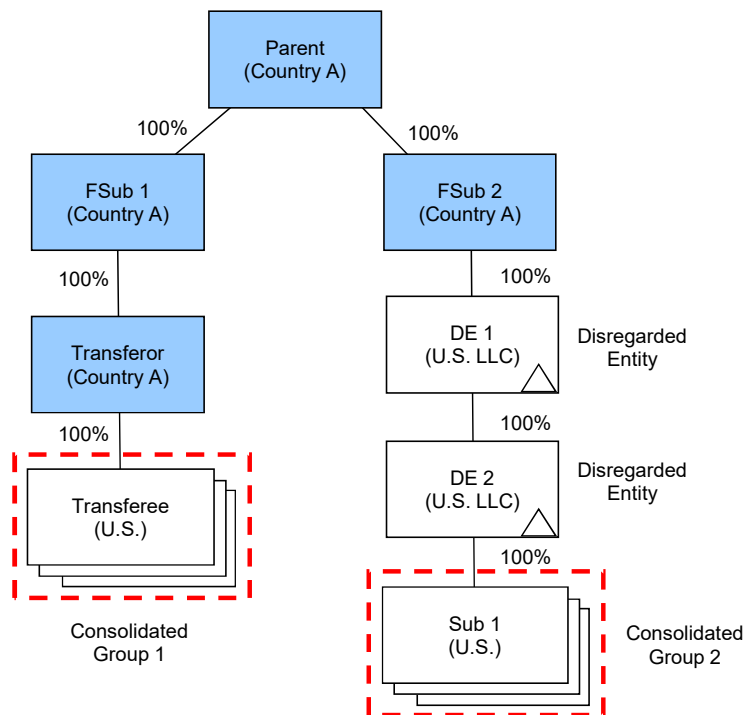 Parent
(Country A)
100%
100%
FSub 1
(Country A)
FSub 2
(Country A)
100%
100%
Transferor
(Country A)
DE 1
(U.S. LLC)
Disregarded
Entity
100%
100%
Transferee
(U.S.)
DE 2
(U.S. LLC)
Disregarded
Entity
100%
Consolidated
Group 1
Sub 1
(U.S.)
Consolidated
Group 2